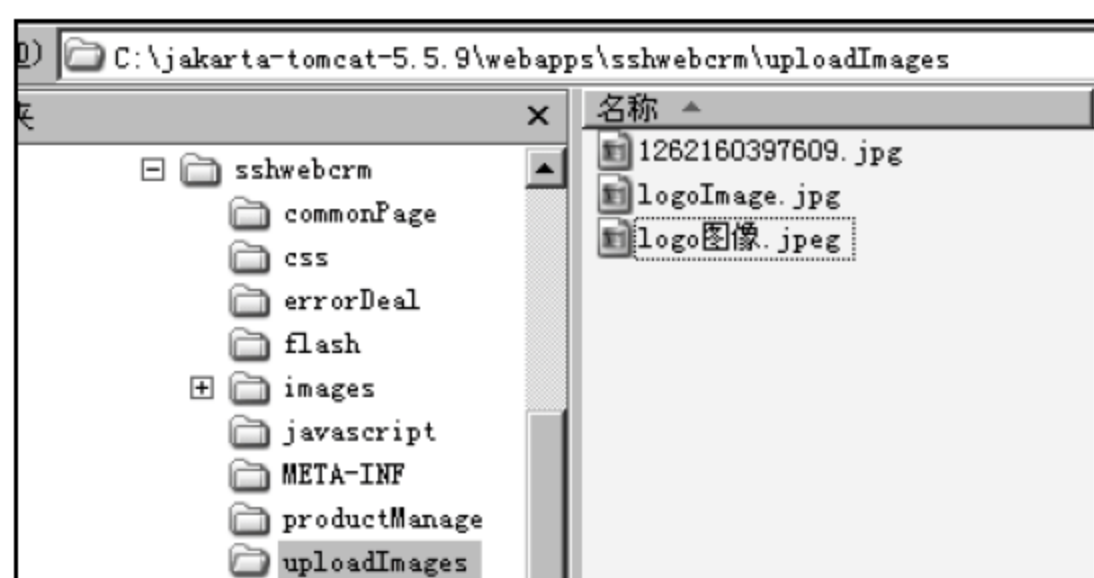 D) C:\jakarta-tomcat-5.5.9\webapps\sshwebcrm\uploadImages
夹
名称
sshwebcrm
commonPage
css
errorDeal
flash
images
javascript
META-INF
productManage
uploadImages
1262160397609.jpg
logoImage.jpg
logo图像.jpeg